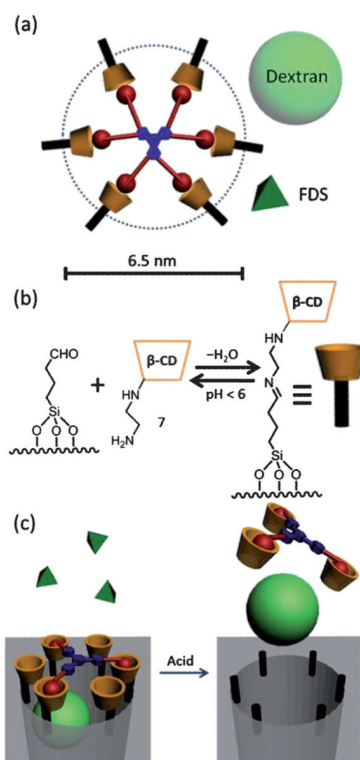 (a)
Dextran
FDS
6.5 nm
(b)
β-CD
CHO
β-CD
−H₂O
N
HN
+
HN
pH < 6
N
7
Si
H₂N
Si
O O O
O O O
(c)
Acid